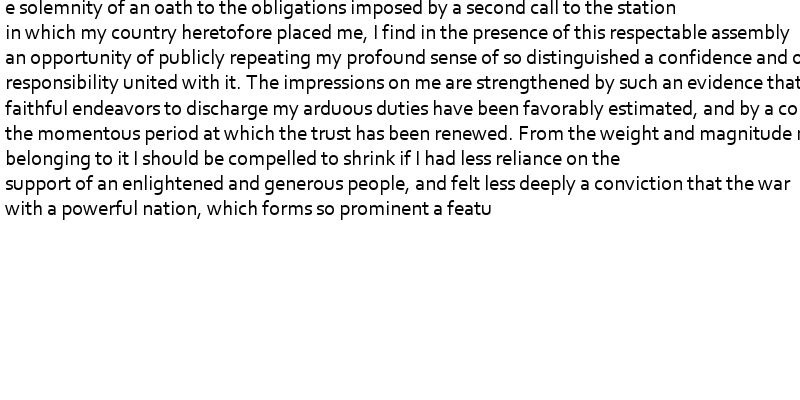 e solemnity of an oath to the obligations imposed by a second call to the station
in which my country heretofore placed me, I find in the presence of this respectable assembly
an opportunity of publicly repeating my profound sense of so distinguished a confidence and o
responsibility united with it. The impressions on me are strengthened by such an evidence that
faithful endeavors to discharge my arduous duties have been favorably estimated, and by a co
the momentous period at which the trust has been renewed. From the weight and magnitude
belonging to it I should be compelled to shrink if I had less reliance on the
support of an enlightened and generous people, and felt less deeply a conviction that the war
with a powerful nation, which forms so prominent a featu